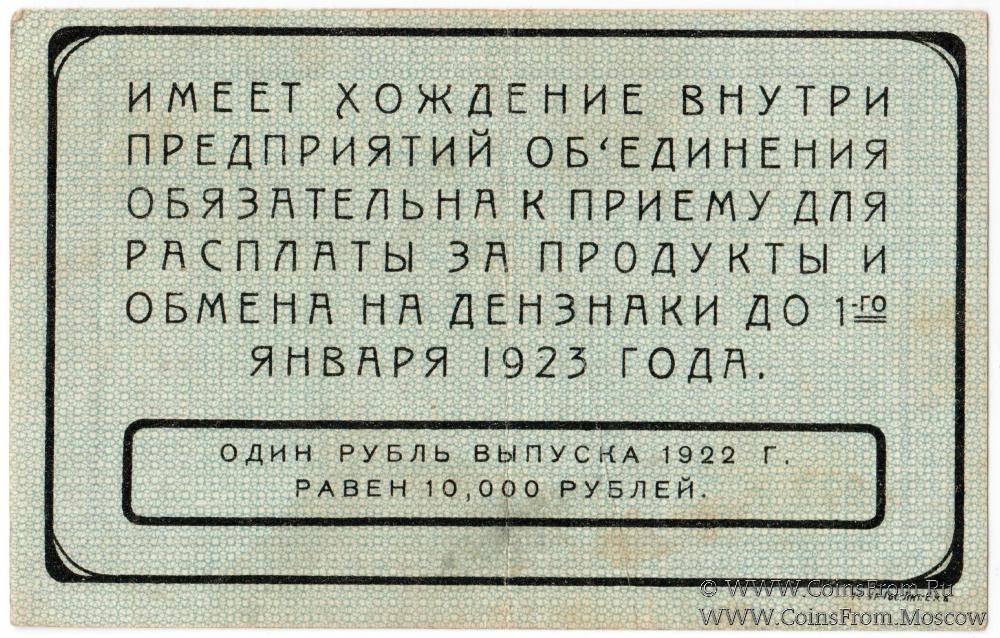 ИМЕЕТ ХОЖДЕНИЕ ВНУТРИ
ПРЕДПРИЯТИЙ ОБ‘ЕДИНЕНИЯ
ОБЯЗАТЕЛЬНА К ПРИЕМУ ДЛЯ
РАСПЛАТЫ ЗА ПРОДУКТЫ И
ОБМЕНА НА ДЕНЗНАКИ ДО 1-ГО
ЯНВАРЯ 1923 ГОДА.
ОДИН РУБЛЬ ВЫПУСКА 1922 Г.
РАВЕН 10,000 РУБЛЕЙ.
© WWW.CoinsFrom.Ru
WWW.CoinsFrom.Moscow